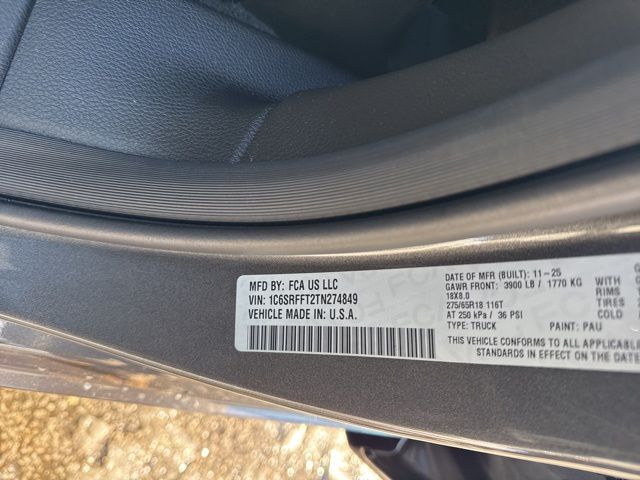 MFD BY: FCA US LLC
VIN: 1C6SRFFT2TN274849
VEHICLE MADE IN U.S.A.
DATE OF MFR (BUILT): 11-25
GAWR FRONT: 3900 LB / 1770 KG WITH
18X8.0 TIRES
275/65R18 116T RIMS
AT 250 kPa / 36 PSI COLD
TYPE: TRUCK PAINT: PAU
THIS VEHICLE CONFORMS TO ALL APPLICABLE
STANDARDS IN EFFECT ON THE DATE